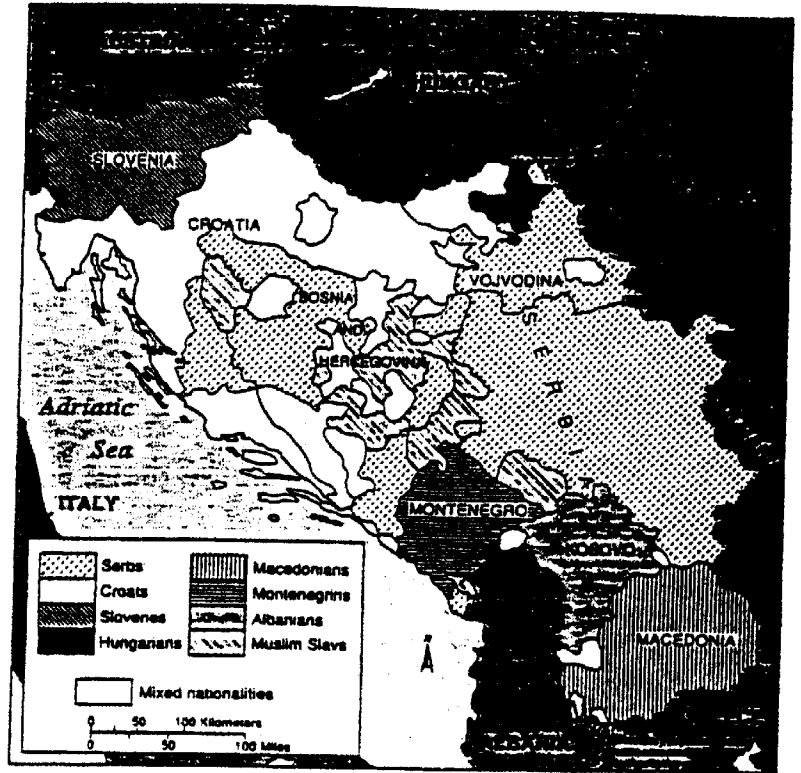 SLOVENIA
CROATIA
VOJVODINA
BOSNIA
AND
HERCEGOVINA
SERBIA
Adriatic
Sea
ITALY
MONTENEGRO
KOSOVO
MACEDONIA
Serbs
Croats
Slovenes
Hungarians
Macedonians
Montenegrins
Albanians
Muslim Slavs
Mixed nationalities
0 50 100 Kilometers
0 50 100 Miles